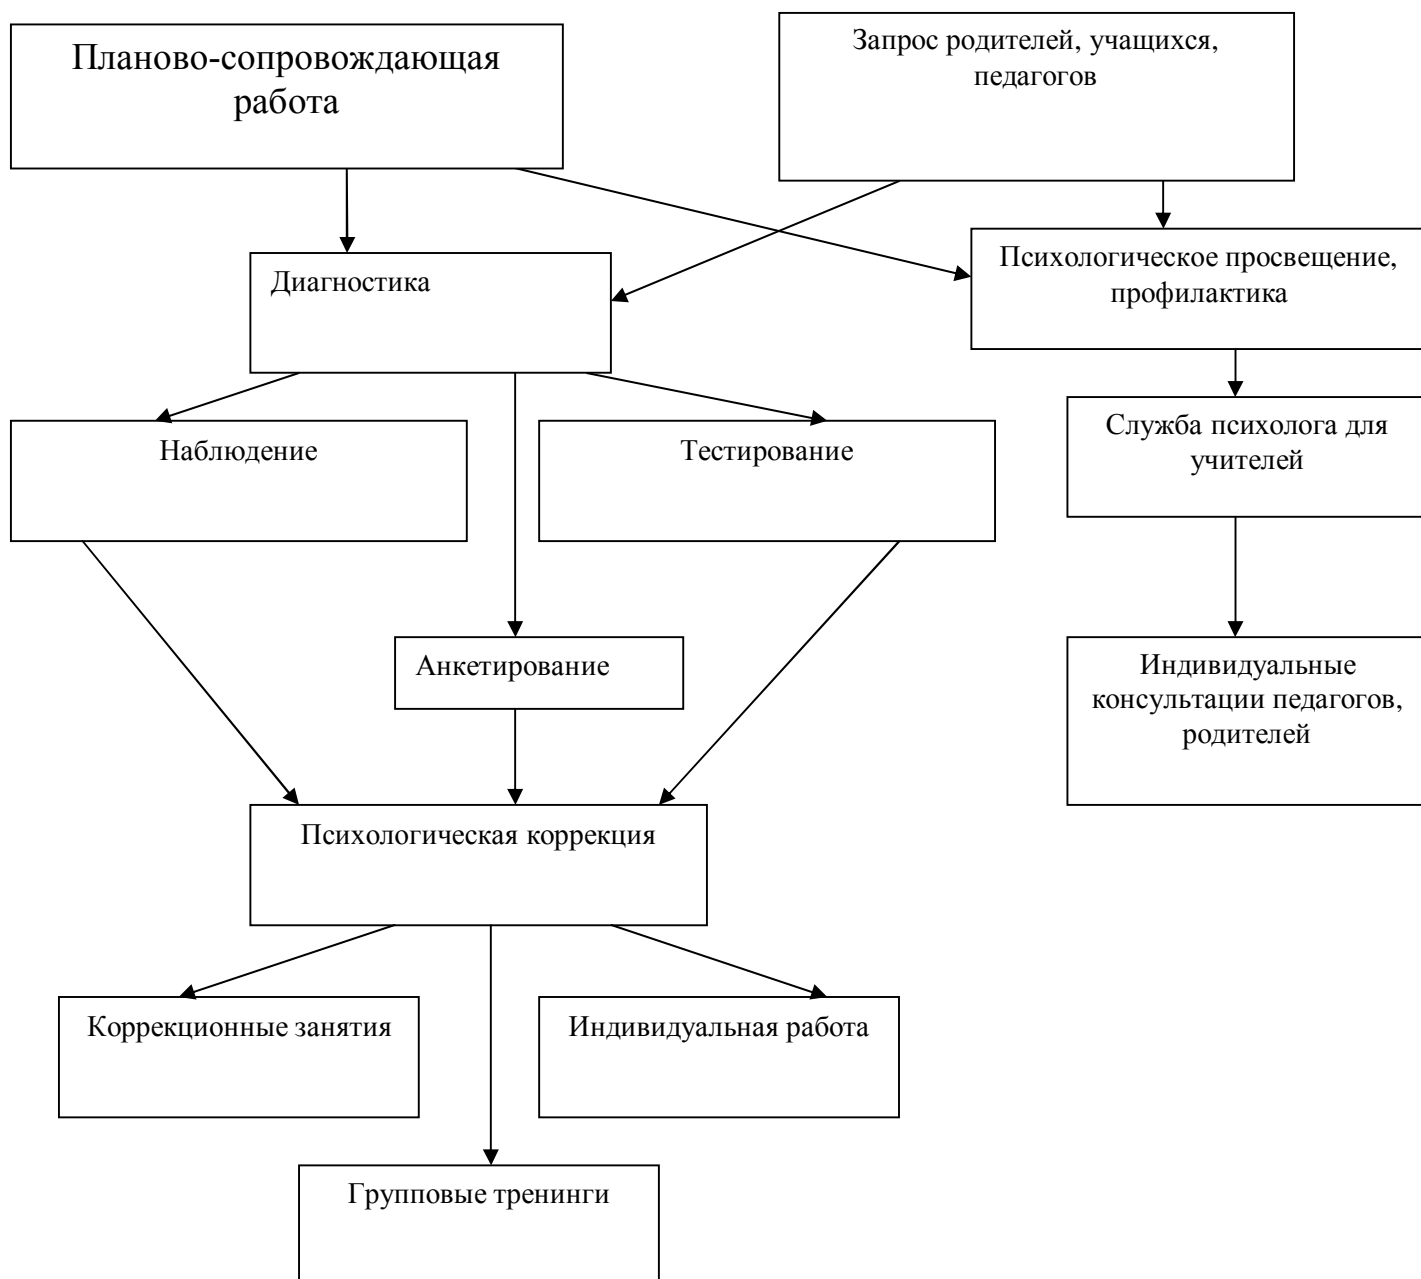 Планово-сопровождающая
работа
Запрос родителей, учащихся,
педагогов
Диагностика
Психологическое просвещение,
профилактика
Наблюдение
Тестирование
Служба психолога для
учителей
Анкетирование
Индивидуальные
консультации педагогов,
родителей
Психологическая коррекция
Коррекционные занятия
Индивидуальная работа
Групповые тренинги